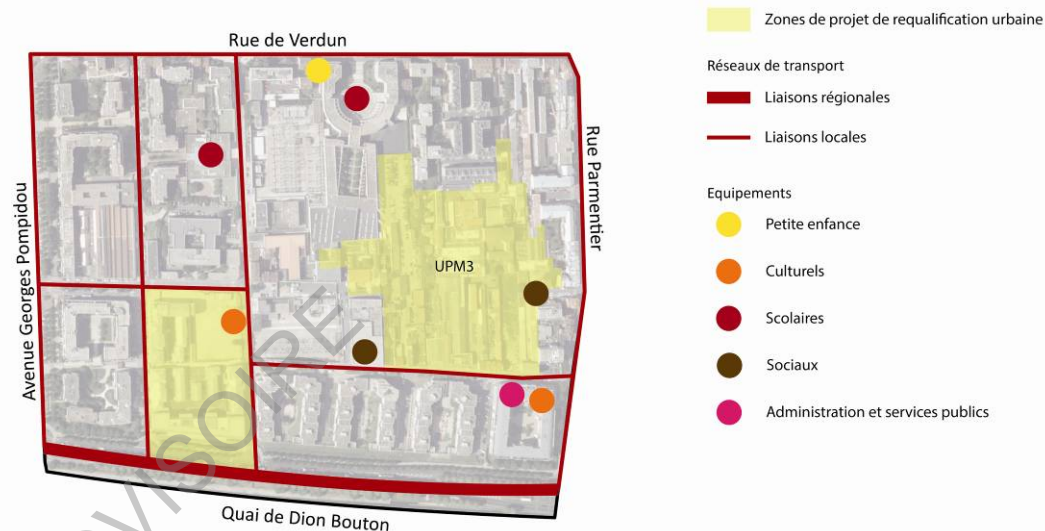 Rue de Verdun
Avenue Georges Pompidou
Rue Parmentier
UPM3
Quai de Dion Bouton
OVISOIRE
Zones de projet de requalification urbaine
Réseaux de transport
Liaisons régionales
Liaisons locales
Equipements
Petite enfance
Culturels
Scolaires
Sociaux
Administration et services publics